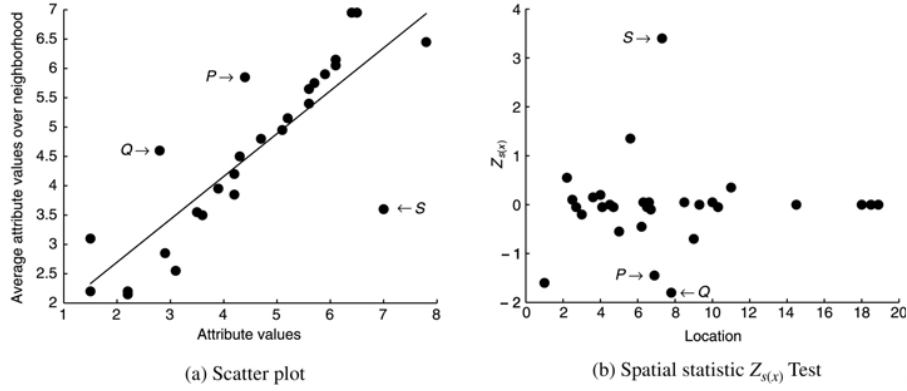 7
6.5
6
5.5
5
4.5
4
3.5
3
2.5
2
1 2 3 4 5 6 7 8
Average attribute values over neighborhood
Attribute values
P→
Q→
←S
(a) Scatter plot
4
3
2
1
0
−1
−2
0 2 4 6 8 10 12 14 16 18 20
Zs(x)
Location
S→
P→
←Q
(b) Spatial statistic Zs(x) Test